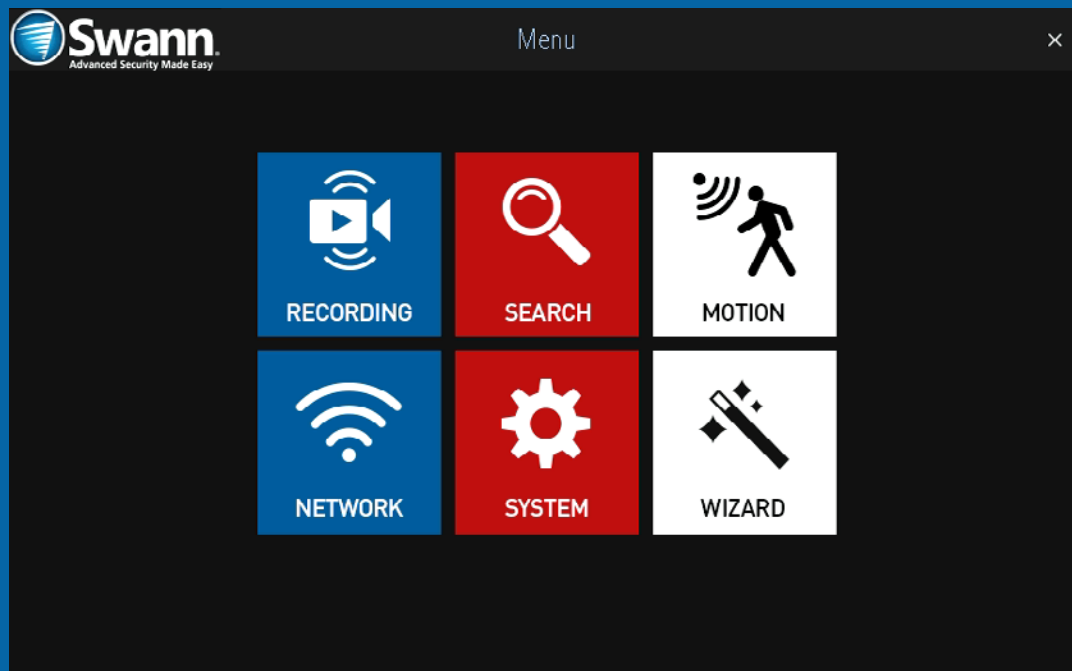 Swann.
Advanced Security Made Easy
Menu
RECORDING
SEARCH
MOTION
NETWORK
SYSTEM
WIZARD